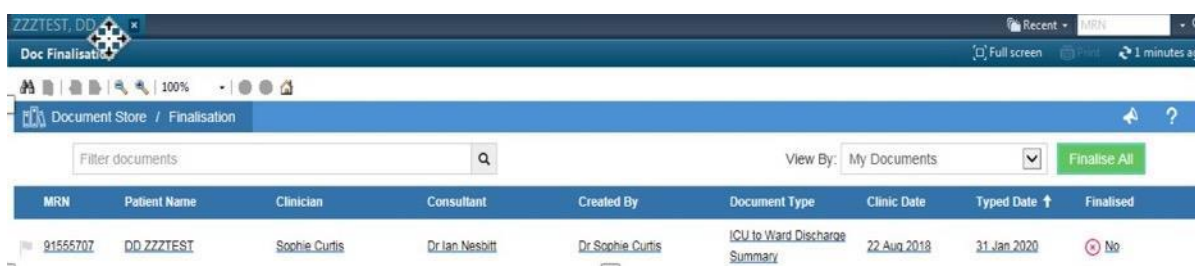 ZZZTEST, DD
Recent
MRN
Doc Finalisatio
Full screen
Print
1 minutes ag
100%
Document Store / Finalisation
?
Filter documents
View By: My Documents
Finalise All
MRN Patient Name Clinician Consultant Created By Document Type Clinic Date Typed Date Finalised
91555707 DD ZZZTEST Sophie Curtis Dr Ian Nesbitt Dr Sophie Curtis ICU to Ward Discharge 22 Aug 2018 31 Jan 2020 No
Summary